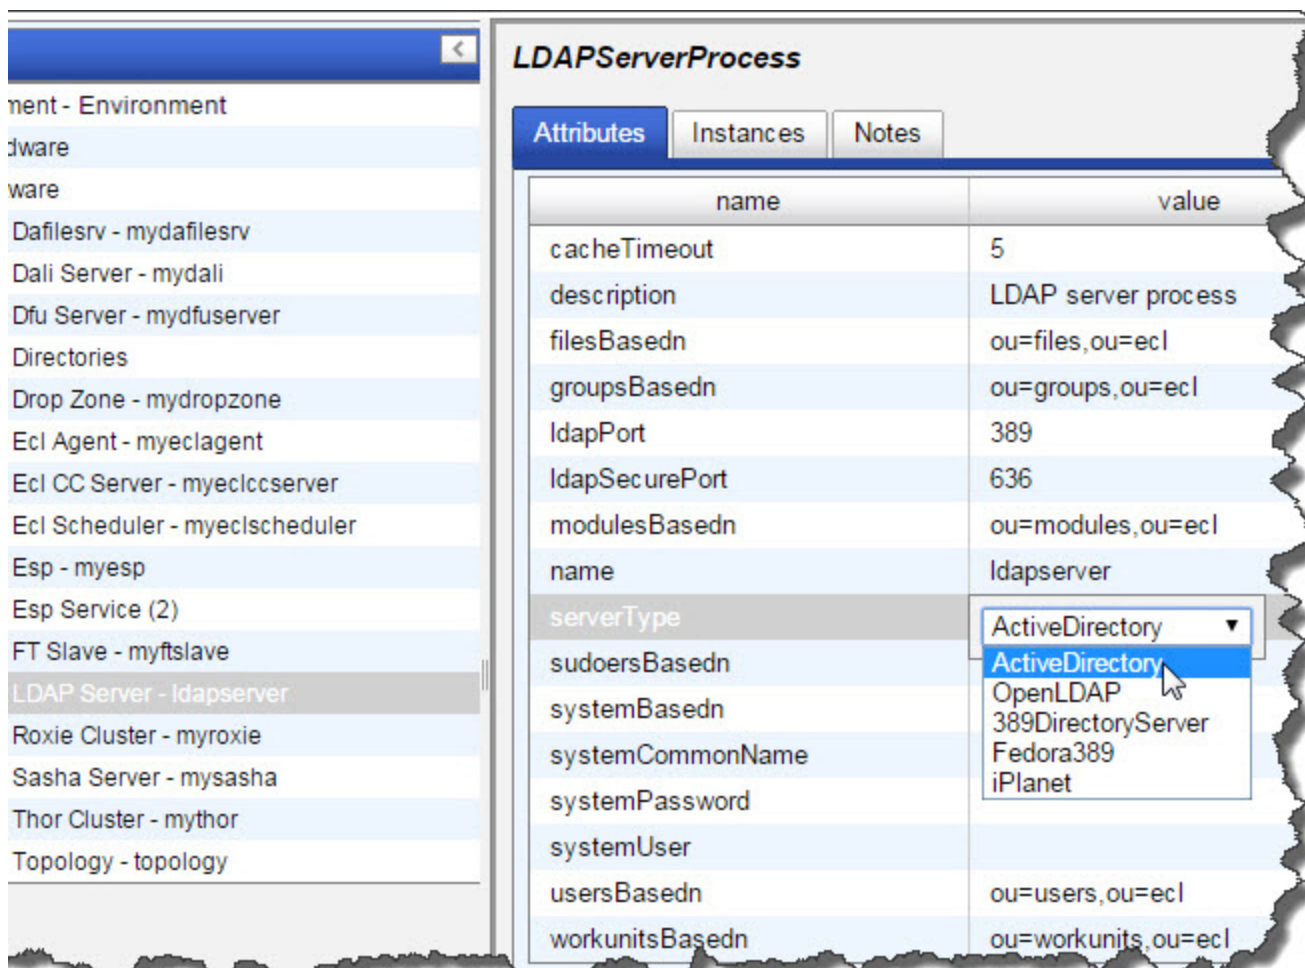 ment - Environment
dware
ware
Dafilesrv - mydafilesrv
Dali Server - mydali
Dfu Server - mydfuserver
Directories
Drop Zone - mydropzone
Ecl Agent - myeclagent
Ecl CC Server - myeclccserver
Ecl Scheduler - myeclscheduler
Esp - myesp
Esp Service (2)
FT Slave - myftslave
LDAP Server - ldapserver
Roxie Cluster - myroxie
Sasha Server - mysasha
Thor Cluster - mythor
Topology - topology
LDAPServerProcess
Attributes Instances Notes
name value
cacheTimeout 5
description LDAP server process
filesBasedn ou=files,ou=ecl
groupsBasedn ou=groups,ou=ecl
ldapPort 389
ldapSecurePort 636
modulesBasedn ou=modules,ou=ecl
name ldapserver
serverType ActiveDirectory
sudoersBasedn ActiveDirectory
OpenLDAP
systemBasedn 389DirectoryServer
systemCommonName Fedora389
iPlanet
systemPassword
systemUser
usersBasedn ou=users,ou=ecl
workunitsBasedn ou=workunits,ou=ecl